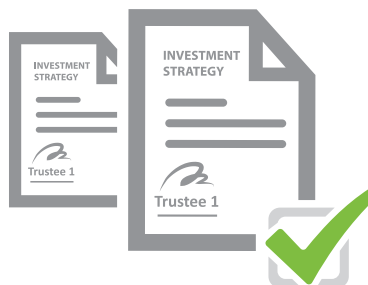 INVESTMENT
STRATEGY
Trustee 1
INVESTMENT
STRATEGY
Trustee 1